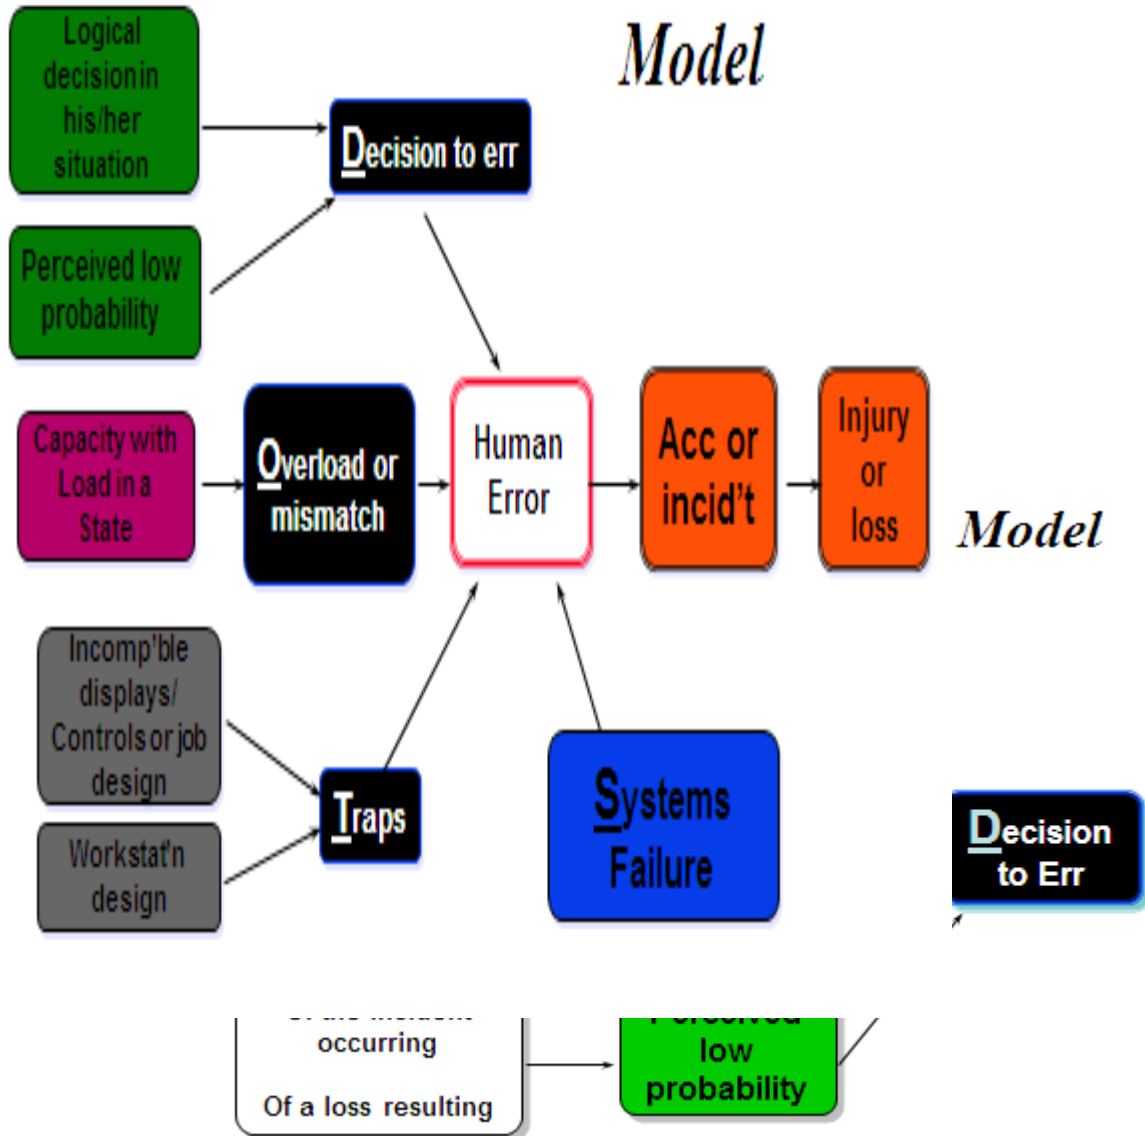 Model
Logical
decision in
his/her
situation
Decision to err
Perceived low
probability
Capacity with
Load in a
State
Overload or
mismatch
Human
Error
Acc or
incid't
Injury
or
loss
Model
Incomp'ble
displays/
Controls or job
design
Traps
Workstat'n
design
Systems
Failure
Decision
to Err
occurring
Of a loss resulting
Perceived
low
probability